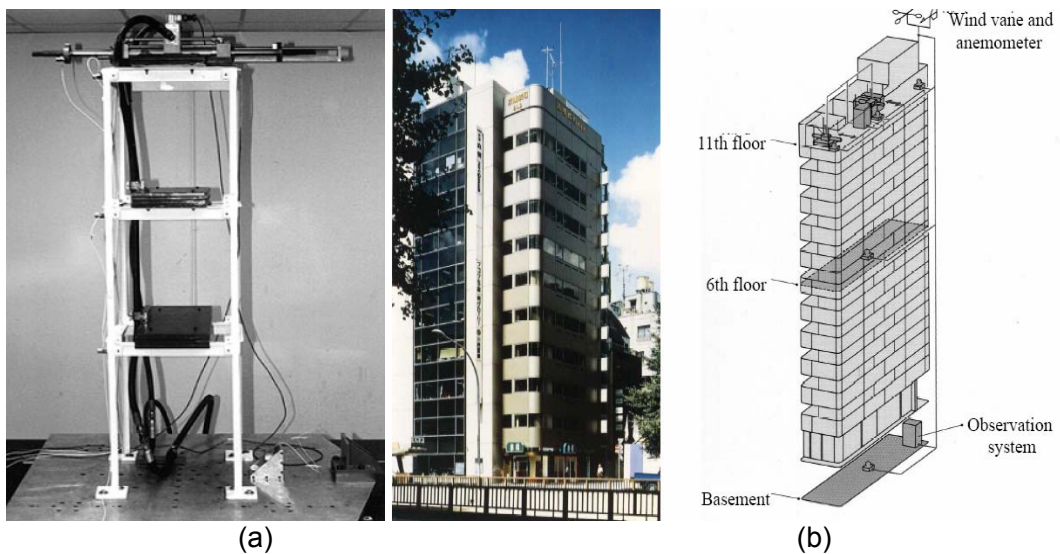 Wind vane and
anemometer
11th floor
6th floor
Observation
system
Basement
(a)
(b)